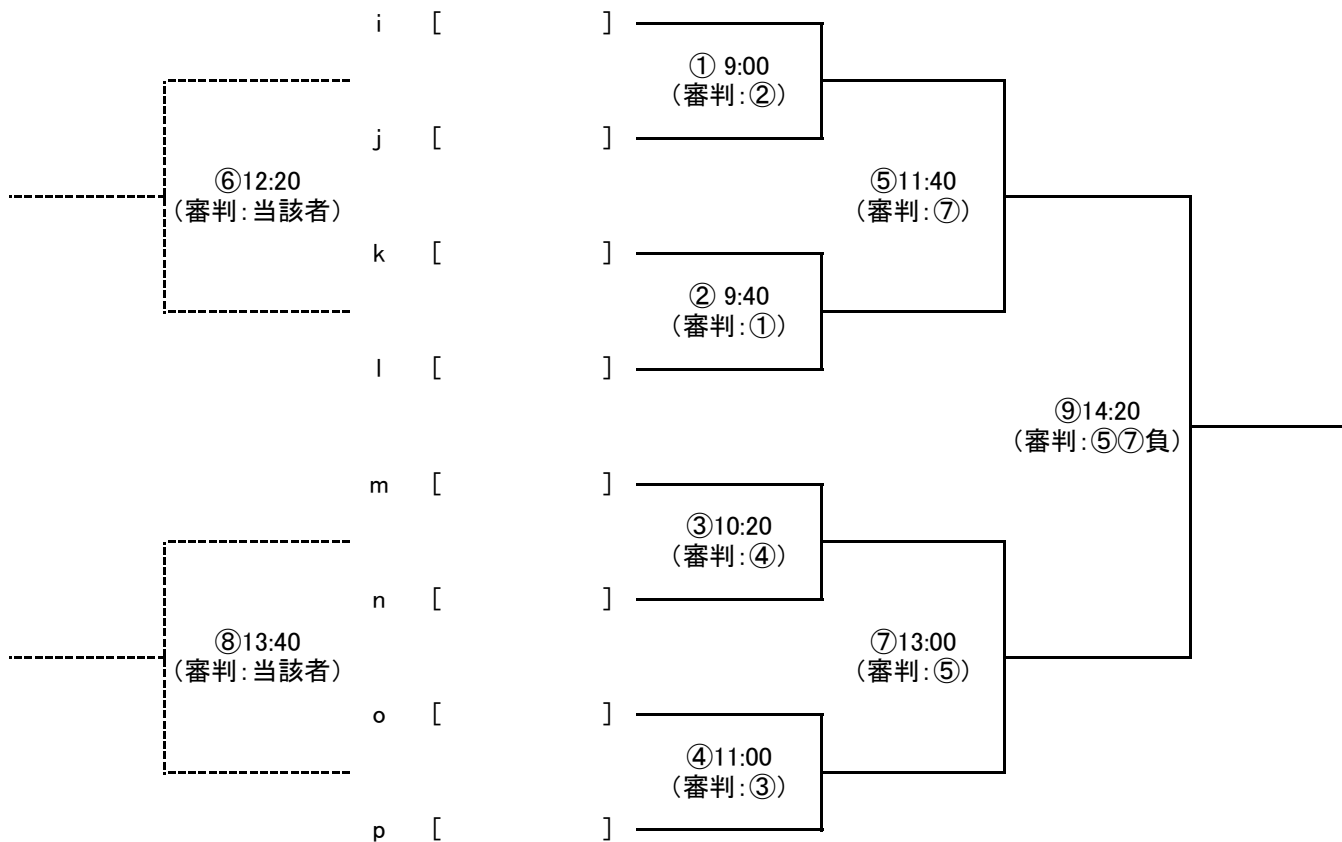 i [ ]
① 9:00
(審判:②)
j [ ]
⑥12:20
(審判:当該者)
⑤11:40
(審判:⑦)
k [ ]
② 9:40
(審判:①)
l [ ]
⑨14:20
(審判:⑤⑦負)
m [ ]
③10:20
(審判:④)
n [ ]
⑧13:40
(審判:当該者)
⑦13:00
(審判:⑤)
o [ ]
④11:00
(審判:③)
p [ ]